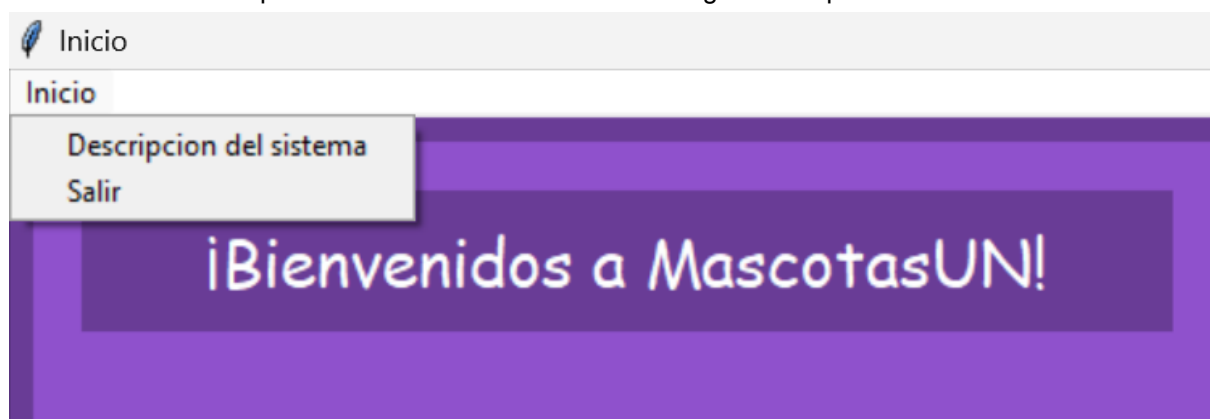 Inicio
Inicio
Descripcion del sistema
Salir
¡Bienvenidos a MascotasUN!